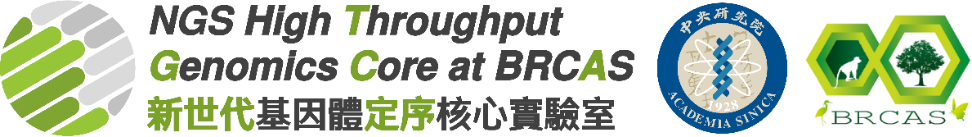 NGS High Throughput
Genomics Core at BRCAS
新世代基因體定序核心實驗室
中央研究院
1928
ACADEMIA SINICA
BRCAS